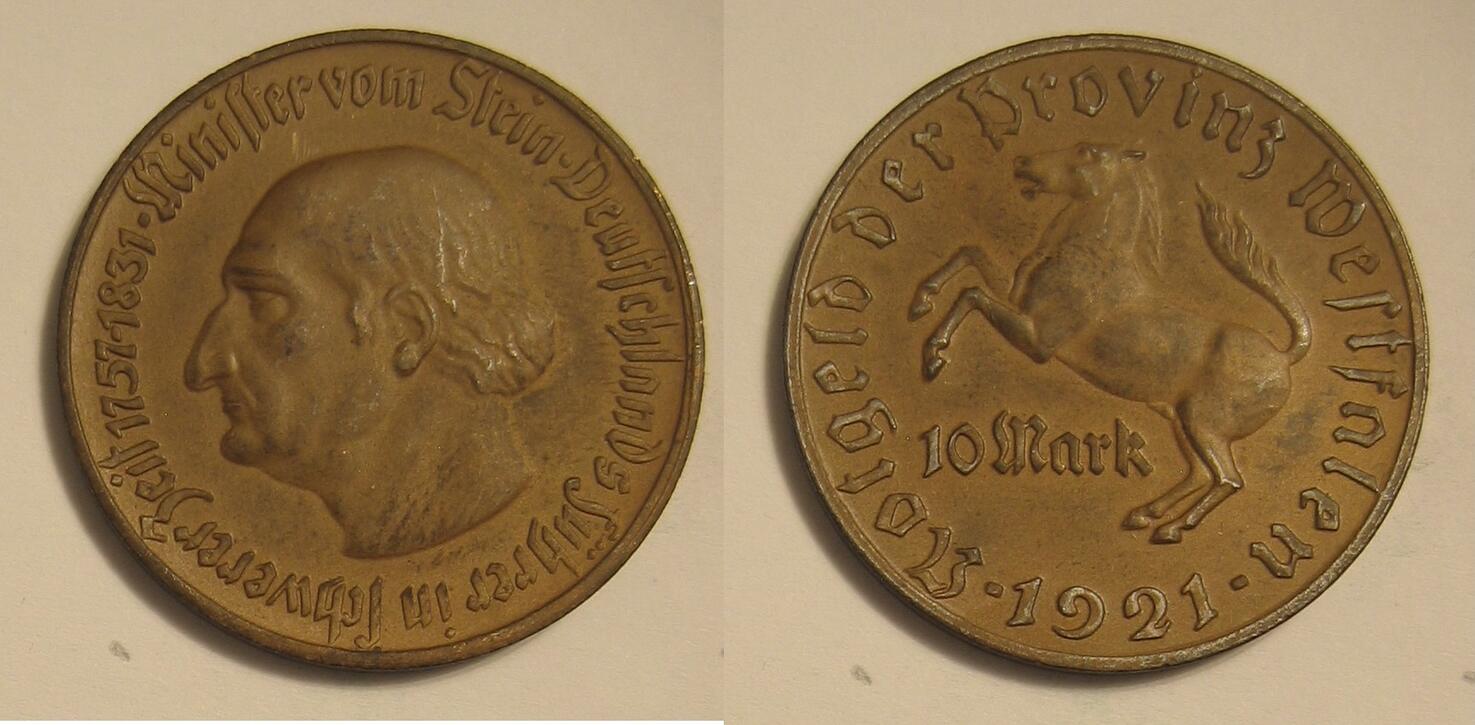 Minister vom Stein · Deutschlands Führer in schwerer Zeit 1757-1831 ·
Notgeld der Provinz Westfalen
10 Mark
· 1921 ·